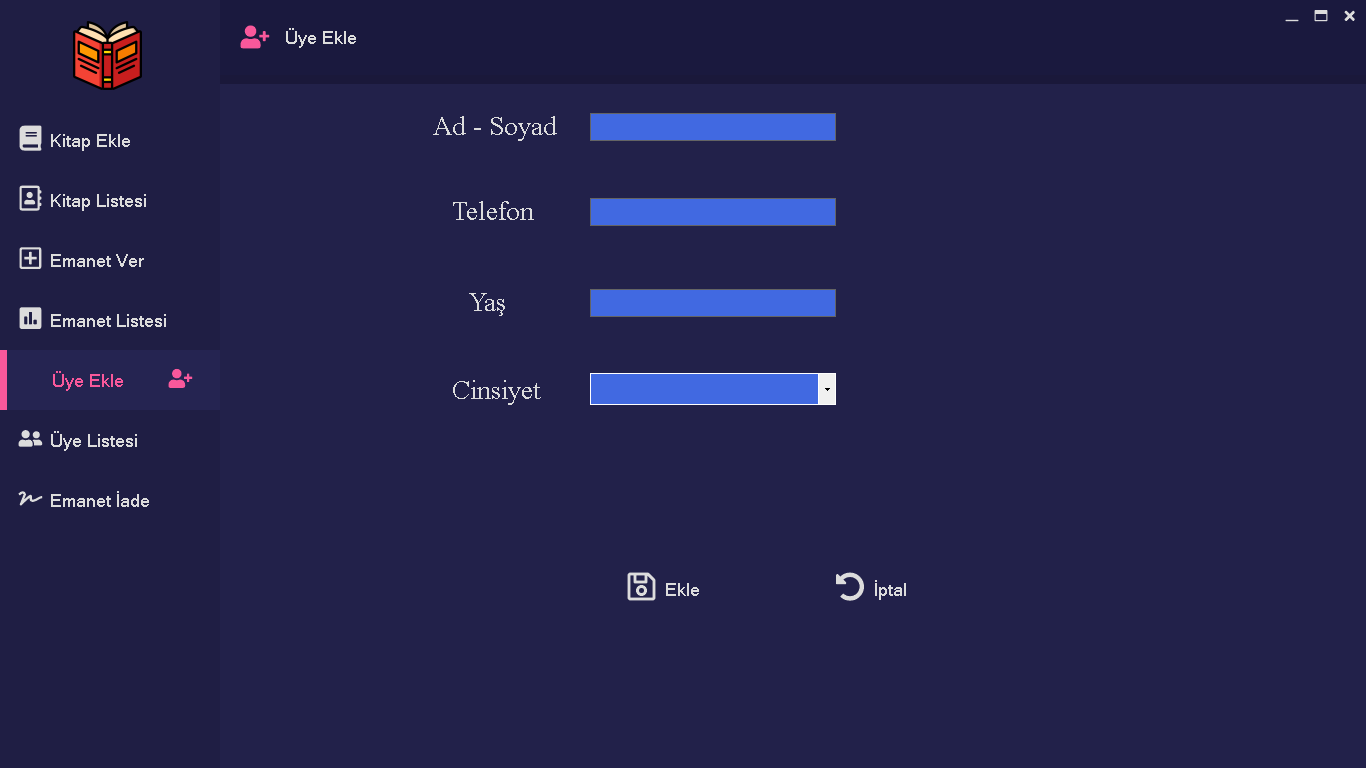 Üye Ekle
Kitap Ekle
Kitap Listesi
Emanet Ver
Emanet Listesi
Üye Ekle
Üye Listesi
Emanet İade
Ad - Soyad
Telefon
Yaş
Cinsiyet
Ekle
İptal